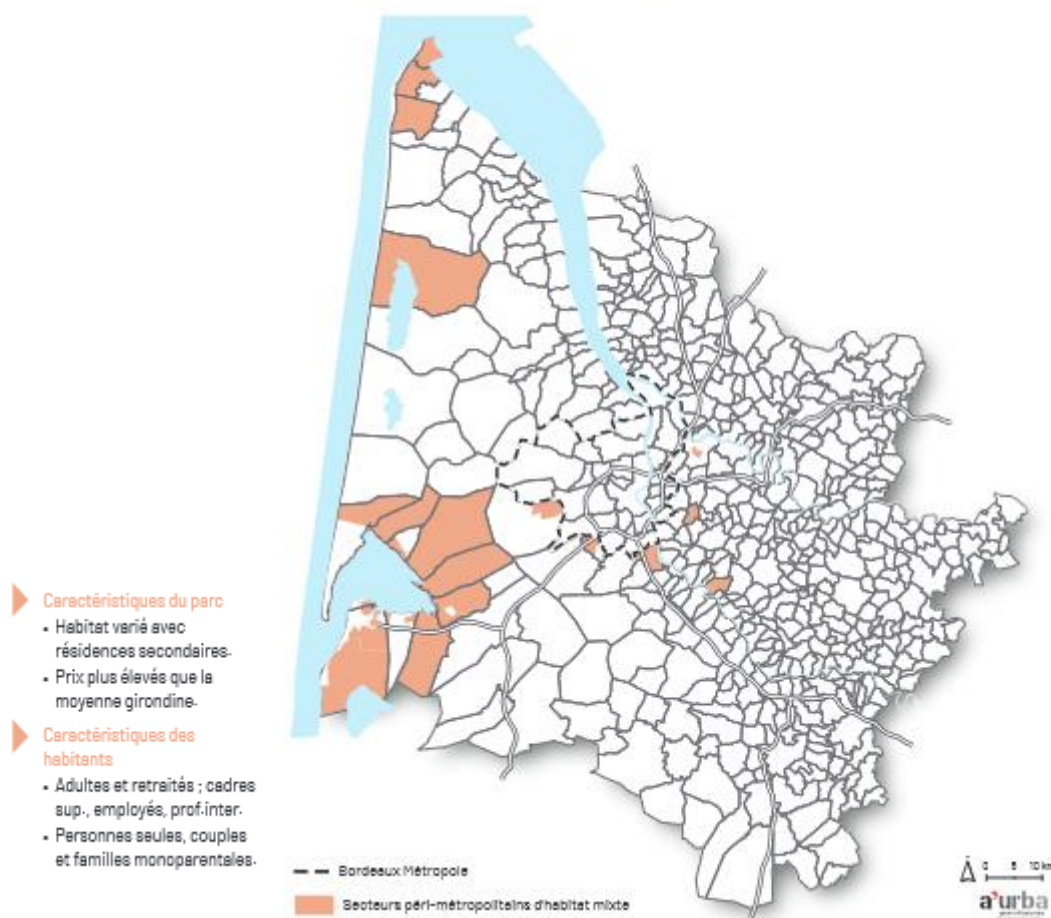 Caractéristiques du parc
• Habitat varié avec
résidences secondaires.
• Prix plus élevés que la
moyenne girondine.
Caractéristiques des
habitants
• Adultes et retraités ; cadres
sup., employés, prof.inter.
• Personnes seules, couples
et familles monoparentales.
Bordeaux Métropole
Secteurs péri-métropolitains d'habitat mixte
0 5 10 km
a'urba